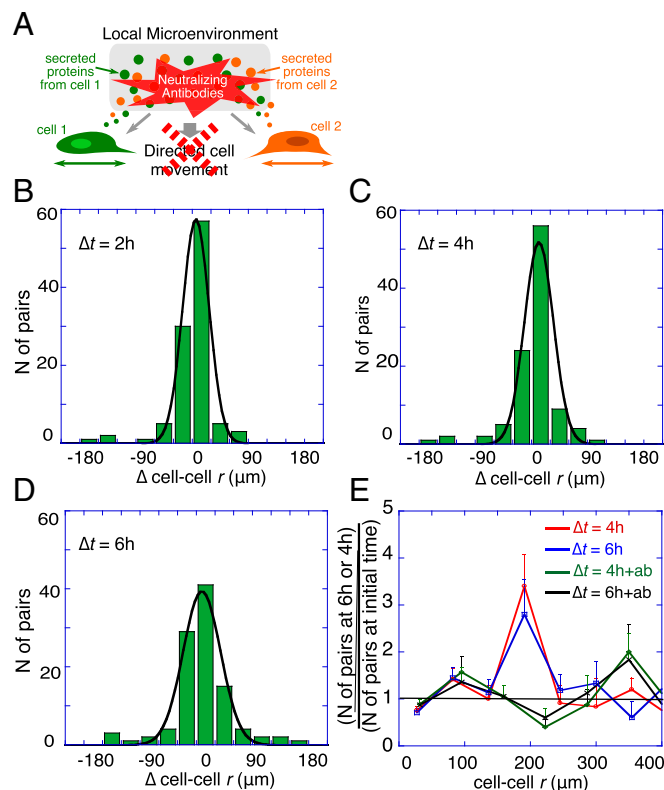 A
Local Microenvironment
secreted
proteins
from cell 1
secreted
proteins
from cell 2
Neutralizing
Antibodies
cell 1
cell 2
Directed cell
movement
B
Δt = 2h
N of pairs
60
40
20
0
-180
-90
0
90
180
Δ cell-cell r (μm)
C
Δt = 4h
N of pairs
60
40
20
0
-180
-90
0
90
180
Δ cell-cell r (μm)
D
Δt = 6h
N of pairs
60
40
20
0
-180
-90
0
90
180
Δ cell-cell r (μm)
E
(N of pairs at 6h or 4h)
(N of pairs at initial time)
5
4
3
2
1
0
Δt = 4h
Δt = 6h
Δt = 4h+ab
Δt = 6h+ab
0
100
200
300
400
cell-cell r (μm)